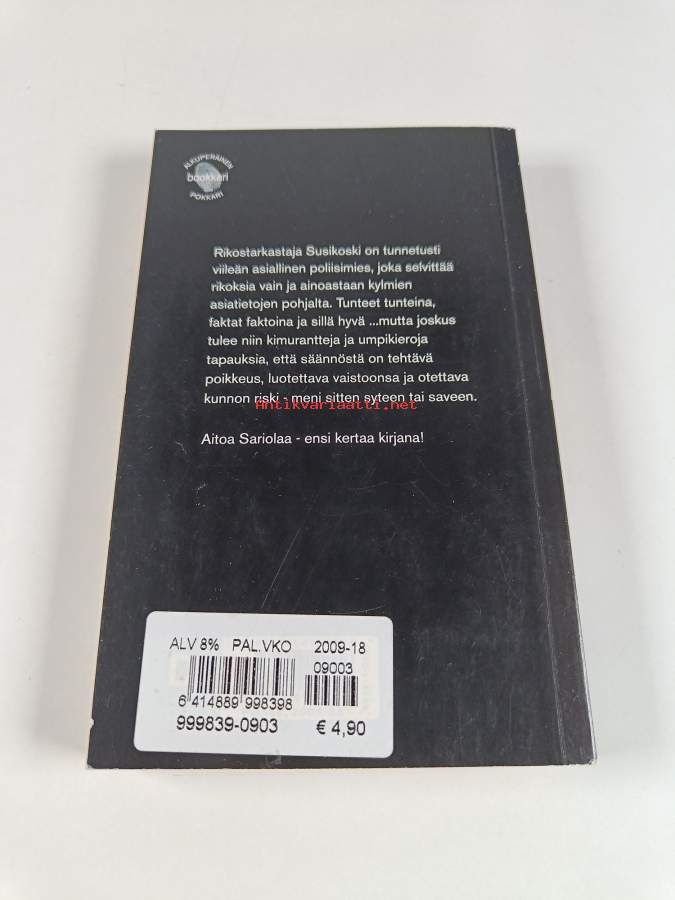 ALKUPERÄINEN
bookkari
POKKARI
Rikostarkastaja Susikoski on tunnetusti
viileän asiallinen poliisimies, joka selvittää
rikoksia vain ja ainoastaan kylmien
asiatietojen pohjalta. Tunteet tunteina,
faktat faktoina ja sillä hyvä ...mutta joskus
tulee niin kimurantteja ja umpikieroja
tapauksia, että säännöstä on tehtävä
poikkeus, luotettava vaistoonsa ja otettava
kunnon riski - meni sitten syteen tai saveen.
Antikvariaatti.net
Aitoa Sariolaa - ensi kertaa kirjana!
ALV 8% PAL.VKO 2009-18
09003
6 414889 998398
999839-0903 € 4,90